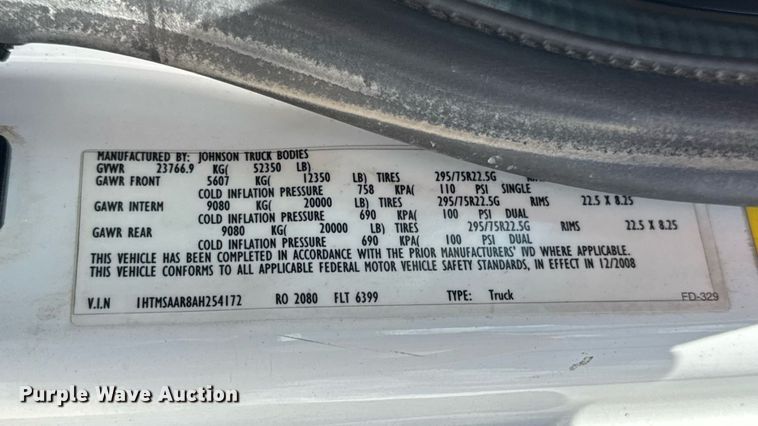 MANUFACTURED BY: JOHNSON TRUCK BODIES
GVWR 23766.9 KG( 52350 LB)
GAWR FRONT 5607 KG( 12350 LB) TIRES 295/75R22.5G
COLD INFLATION PRESSURE 758 KPA( 110 PSI SINGLE
GAWR INTERM 9080 KG( 20000 LB) TIRES 295/75R22.5G RIMS 22.5 X 8.25
COLD INFLATION PRESSURE 690 KPA( 100 PSI DUAL
GAWR REAR 9080 KG( 20000 LB) TIRES 295/75R22.5G RIMS 22.5 X 8.25
COLD INFLATION PRESSURE 690 KPA( 100 PSI DUAL
THIS VEHICLE HAS BEEN COMPLETED IN ACCORDANCE WITH THE PRIOR MANUFACTURERS' IVD WHERE APPLICABLE.
THIS VEHICLE CONFORMS TO ALL APPLICABLE FEDERAL MOTOR VEHICLE SAFETY STANDARDS, IN EFFECT IN 12/2008
V.I.N 1HTMSAAR8AH254172 RO 2080 FLT 6399 TYPE: Truck FD-329
Purple Wave Auction